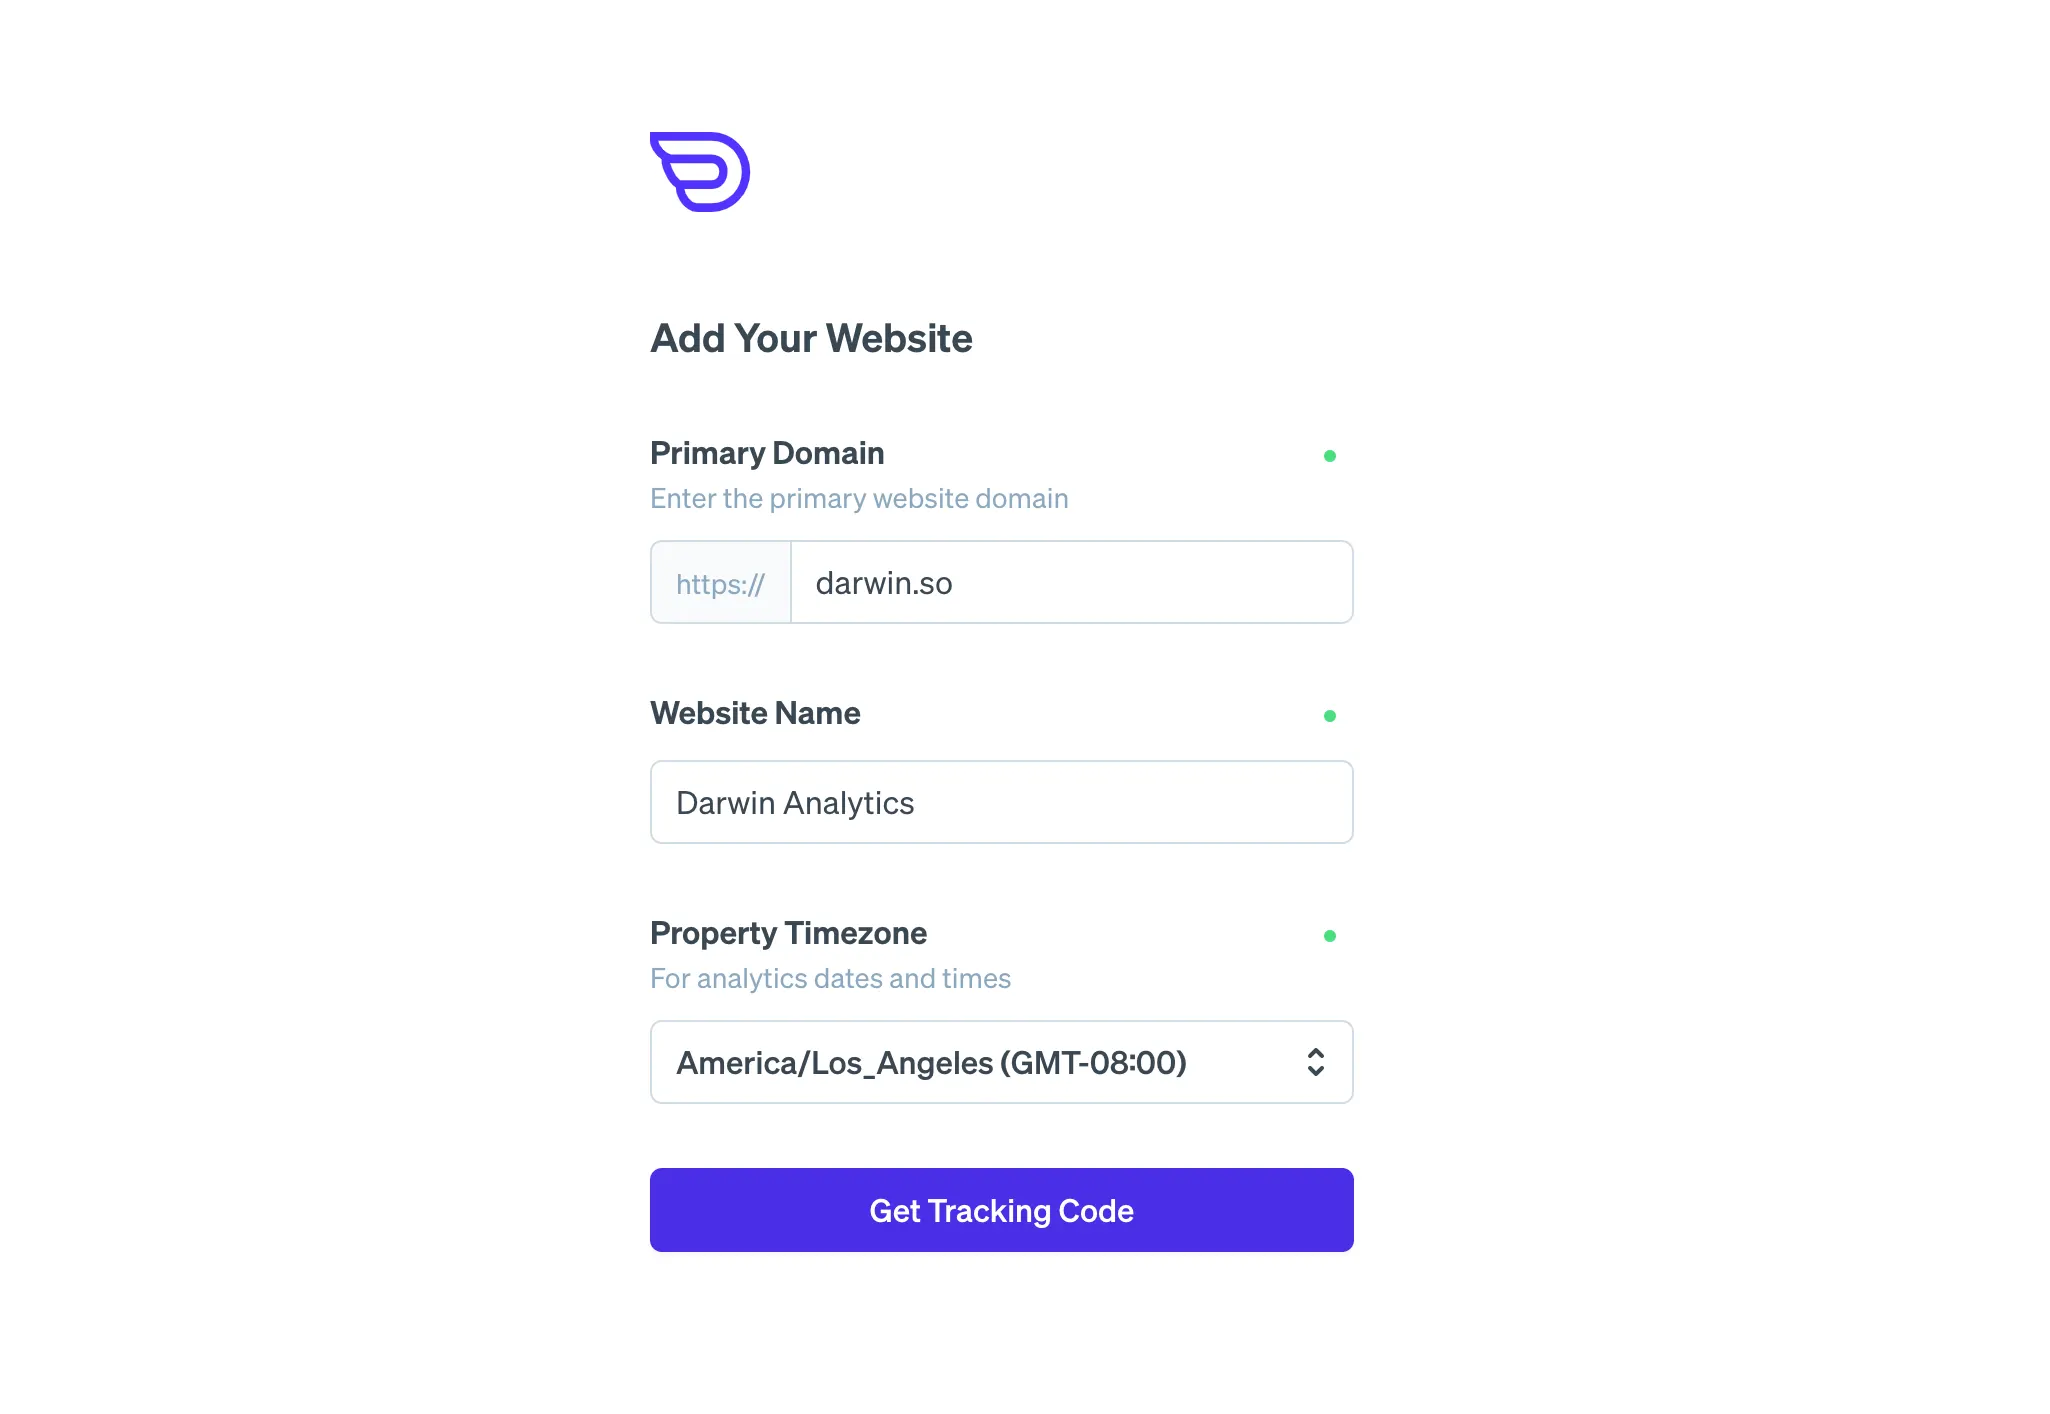 Add Your Website
Primary Domain
Enter the primary website domain
https:// darwin.so
Website Name
Darwin Analytics
Property Timezone
For analytics dates and times
America/Los_Angeles (GMT-08:00)
Get Tracking Code